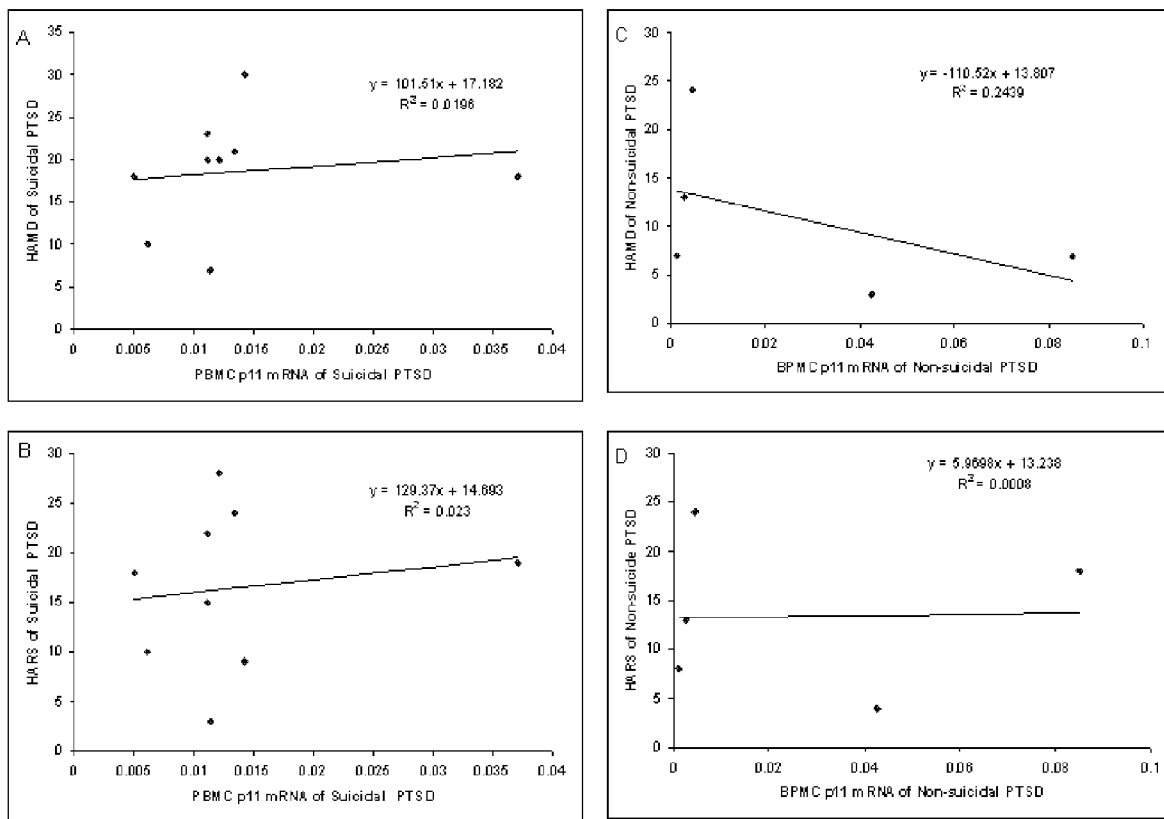 A
35
30
25
20
15
10
5
0
HAMD of Suicidal PTSD
y = 101.51x + 17.182
R² = 0.0196
0 0.005 0.01 0.015 0.02 0.025 0.03 0.035 0.04
PBMC p11 mRNA of Suicidal PTSD
C
30
25
20
15
10
5
0
HAMD of Non-suicidal PTSD
y = -110.52x + 13.807
R² = 0.2439
0 0.02 0.04 0.06 0.08 0.1
BPMC p11 mRNA of Non-suicidal PTSD
B
30
25
20
15
10
5
0
HARS of Suicidal PTSD
y = 129.37x + 14.693
R² = 0.023
0 0.005 0.01 0.015 0.02 0.025 0.03 0.035 0.04
PBMC p11 mRNA of Suicidal PTSD
D
30
25
20
15
10
5
0
HARS of Non-suicide PTSD
y = 5.9698x + 13.238
R² = 0.0008
0 0.02 0.04 0.06 0.08 0.1
BPMC p11 mRNA of Non-suicidal PTSD